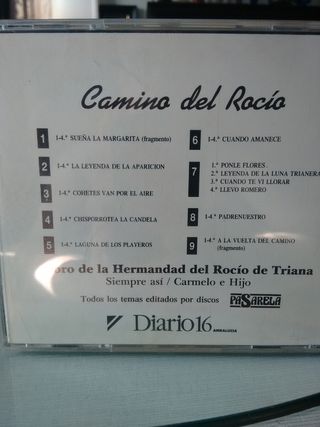 Camino del Rocío
1 1-4.ª SUEÑA LA MARGARITA (fragmento)
2 1-4.ª LA LEYENDA DE LA APARICION
3 1-4.ª COHETES VAN POR EL AIRE
4 1-4.ª CHISPORROTEA LA CANDELA
5 1-4.ª LAGUNA DE LOS PLAYEROS
6 1-4.ª CUANDO AMANECE
7 1.ª PONLE FLORES
2.ª LEYENDA DE LA LUNA TRIANERA
3.ª CUANDO TE VI LLORAR
4.ª LLEVO ROMERO
8 1-4.ª PADRENUESTRO
9 1-4.ª A LA VUELTA DEL CAMINO
(fragmento)
oro de la Hermandad del Rocío de Triana
Siempre así / Carmelo e Hijo
Todos los temas editados por discos PASARELA
Diario16
ANDALUCIA